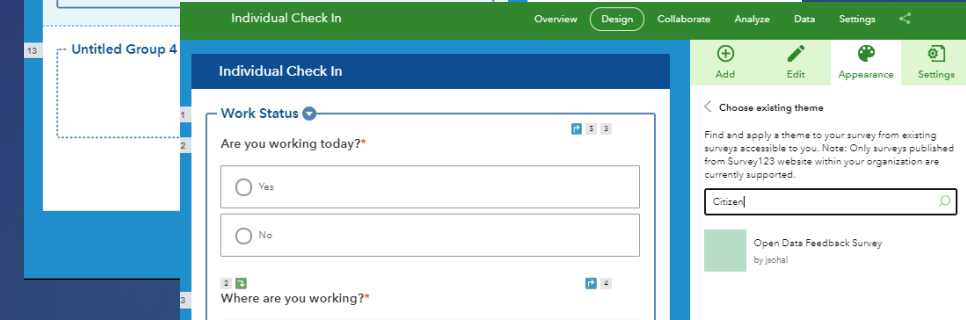 13
Untitled Group 4
Individual Check In
Overview
Design
Collaborate
Analyze
Data
Settings
Individual Check In
1
Work Status
5 3
2
Are you working today?*
Yes
No
2
4
3
Where are you working?*
Add
Edit
Appearance
Settings
Choose existing theme
Find and apply a theme to your survey from existing
surveys accessible to you. Note: Only surveys published
from Survey123 website within your organization are
currently supported.
Citizen
Open Data Feedback Survey
by jsohal